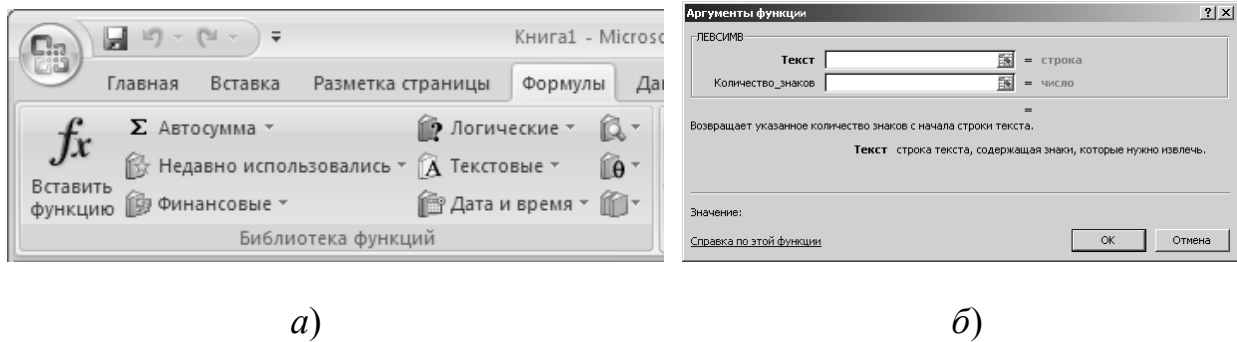 Книга1 - Microso
Главная Вставка Разметка страницы Формулы Да
fx Вставить функцию
Σ Автосумма
Недавно использовались
Финансовые
Логические
Текстовые
Дата и время
θ
Библиотека функций
а)
Аргументы функции
ЛЕВСИМВ
Текст = строка
Количество_знаков = число
=
Возвращает указанное количество знаков с начала строки текста.
Текст строка текста, содержащая знаки, которые нужно извлечь.
Значение:
Справка по этой функции
ОК Отмена
б)